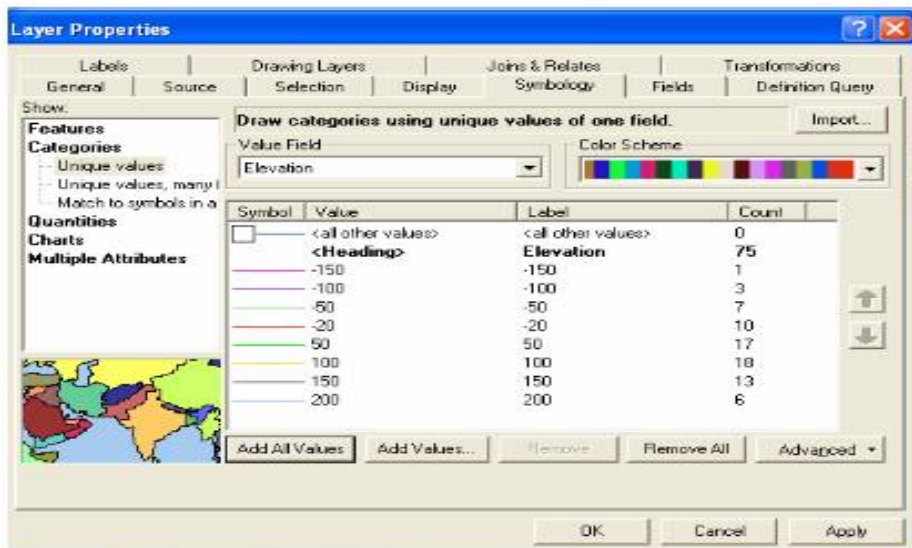 Layer Properties
Labels Drawing Layers Joins & Relates Transformations
General Source Selection Display Symbology Fields Definition Query
Show:
Features
Categories
Unique values
Unique values, many f
Match to symbols in a
Quantities
Charts
Multiple Attributes
Draw categories using unique values of one field.
Import...
Value Field
Elevation
Color Scheme
Symbol Value Label Count
<all other values> <all other values> 0
<Heading> Elevation 75
-150 -150 1
-100 -100 3
-50 -50 7
-20 -20 10
50 50 17
100 100 18
150 150 13
200 200 6
Add All Values Add Values... Remove Remove All Advanced
OK Cancel Apply